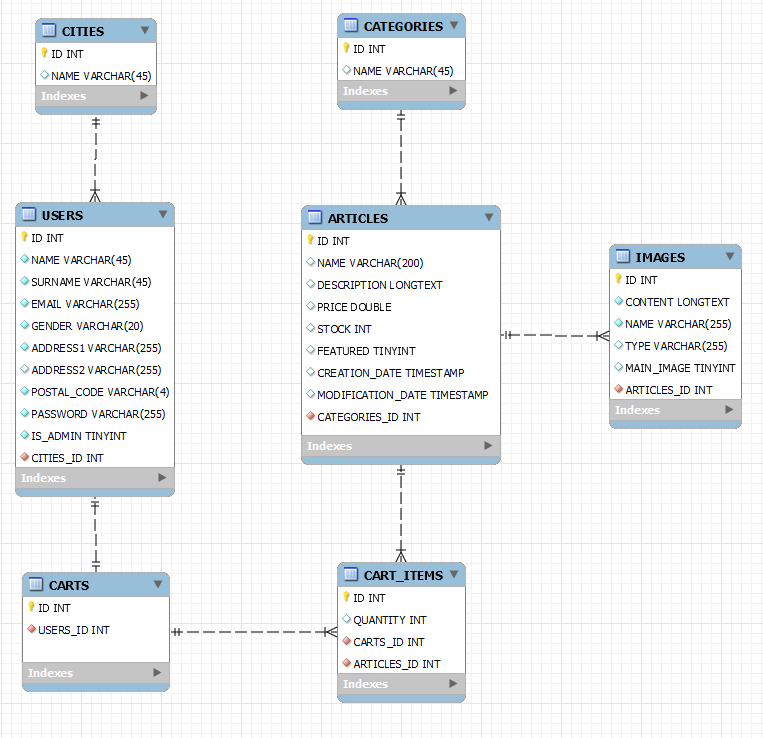 CITIES
ID INT
NAME VARCHAR(45)
Indexes
CATEGORIES
ID INT
NAME VARCHAR(45)
Indexes
USERS
ID INT
NAME VARCHAR(45)
SURNAME VARCHAR(45)
EMAIL VARCHAR(255)
GENDER VARCHAR(20)
ADDRESS1 VARCHAR(255)
ADDRESS2 VARCHAR(255)
POSTAL_CODE VARCHAR(4)
PASSWORD VARCHAR(255)
IS_ADMIN TINYINT
CITIES_ID INT
Indexes
ARTICLES
ID INT
NAME VARCHAR(200)
DESCRIPTION LONGTEXT
PRICE DOUBLE
STOCK INT
FEATURED TINYINT
CREATION_DATE TIMESTAMP
MODIFICATION_DATE TIMESTAMP
CATEGORIES_ID INT
Indexes
IMAGES
ID INT
CONTENT LONGTEXT
NAME VARCHAR(255)
TYPE VARCHAR(255)
MAIN_IMAGE TINYINT
ARTICLES_ID INT
Indexes
CARTS
ID INT
USERS_ID INT
Indexes
CART_ITEMS
ID INT
QUANTITY INT
CARTS_ID INT
ARTICLES_ID INT
Indexes